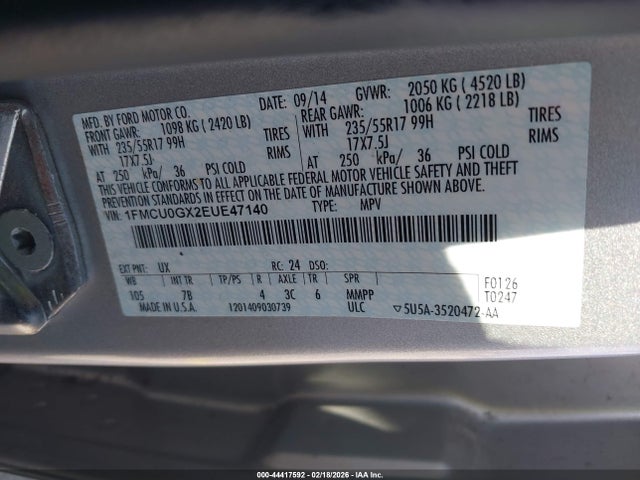 MFD. BY FORD MOTOR CO.
DATE: 09/14 GVWR: 2050 KG ( 4520 LB)
FRONT GAWR: 1098 KG ( 2420 LB) REAR GAWR: 1006 KG ( 2218 LB)
WITH 235/55R17 99H TIRES WITH 235/55R17 99H TIRES
17X7.5J RIMS 17X7.5J RIMS
AT 250 kPa/ 36 PSI COLD AT 250 kPa/ 36 PSI COLD
THIS VEHICLE CONFORMS TO ALL APPLICABLE FEDERAL MOTOR VEHICLE SAFETY AND THEFT
PREVENTION STANDARDS IN EFFECT ON THE DATE OF MANUFACTURE SHOWN ABOVE.
1FMCU0GX2EUE47140 TYPE: MPV
EXT PNT: UX RC: 24 DSO:
WB INT TR TP/PS R AXLE TR SPR F0126
105 7B 4 3C 6 MMPP T0247
MADE IN U.S.A. 1201409030739 ULC ▽5U5A-3520472-AA
000-44417592 - 02/18/2026 - IAA Inc.